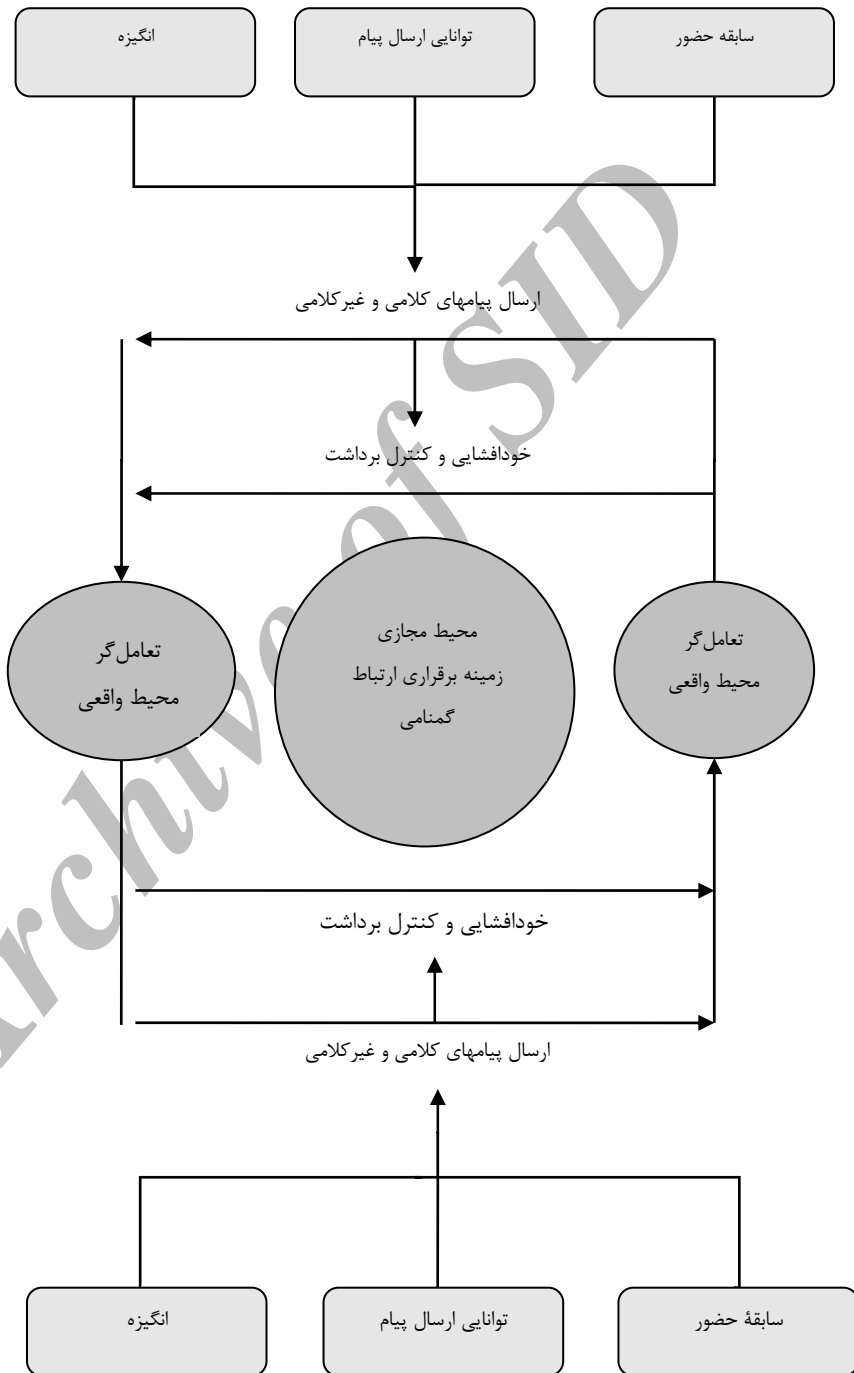 سابقه حضور
توانایی ارسال پیام
انگیزه
ارسال پیامهای کلامی و غیرکلامی
خودافشایی و کنترل برداشت
تعامل‌گر
محیط واقعی
محیط مجازی
زمینه برقراری ارتباط
گمنامی
تعامل‌گر
محیط واقعی
خودافشایی و کنترل برداشت
ارسال پیامهای کلامی و غیرکلامی
سابقهٔ حضور
توانایی ارسال پیام
انگیزه
Archive of SID